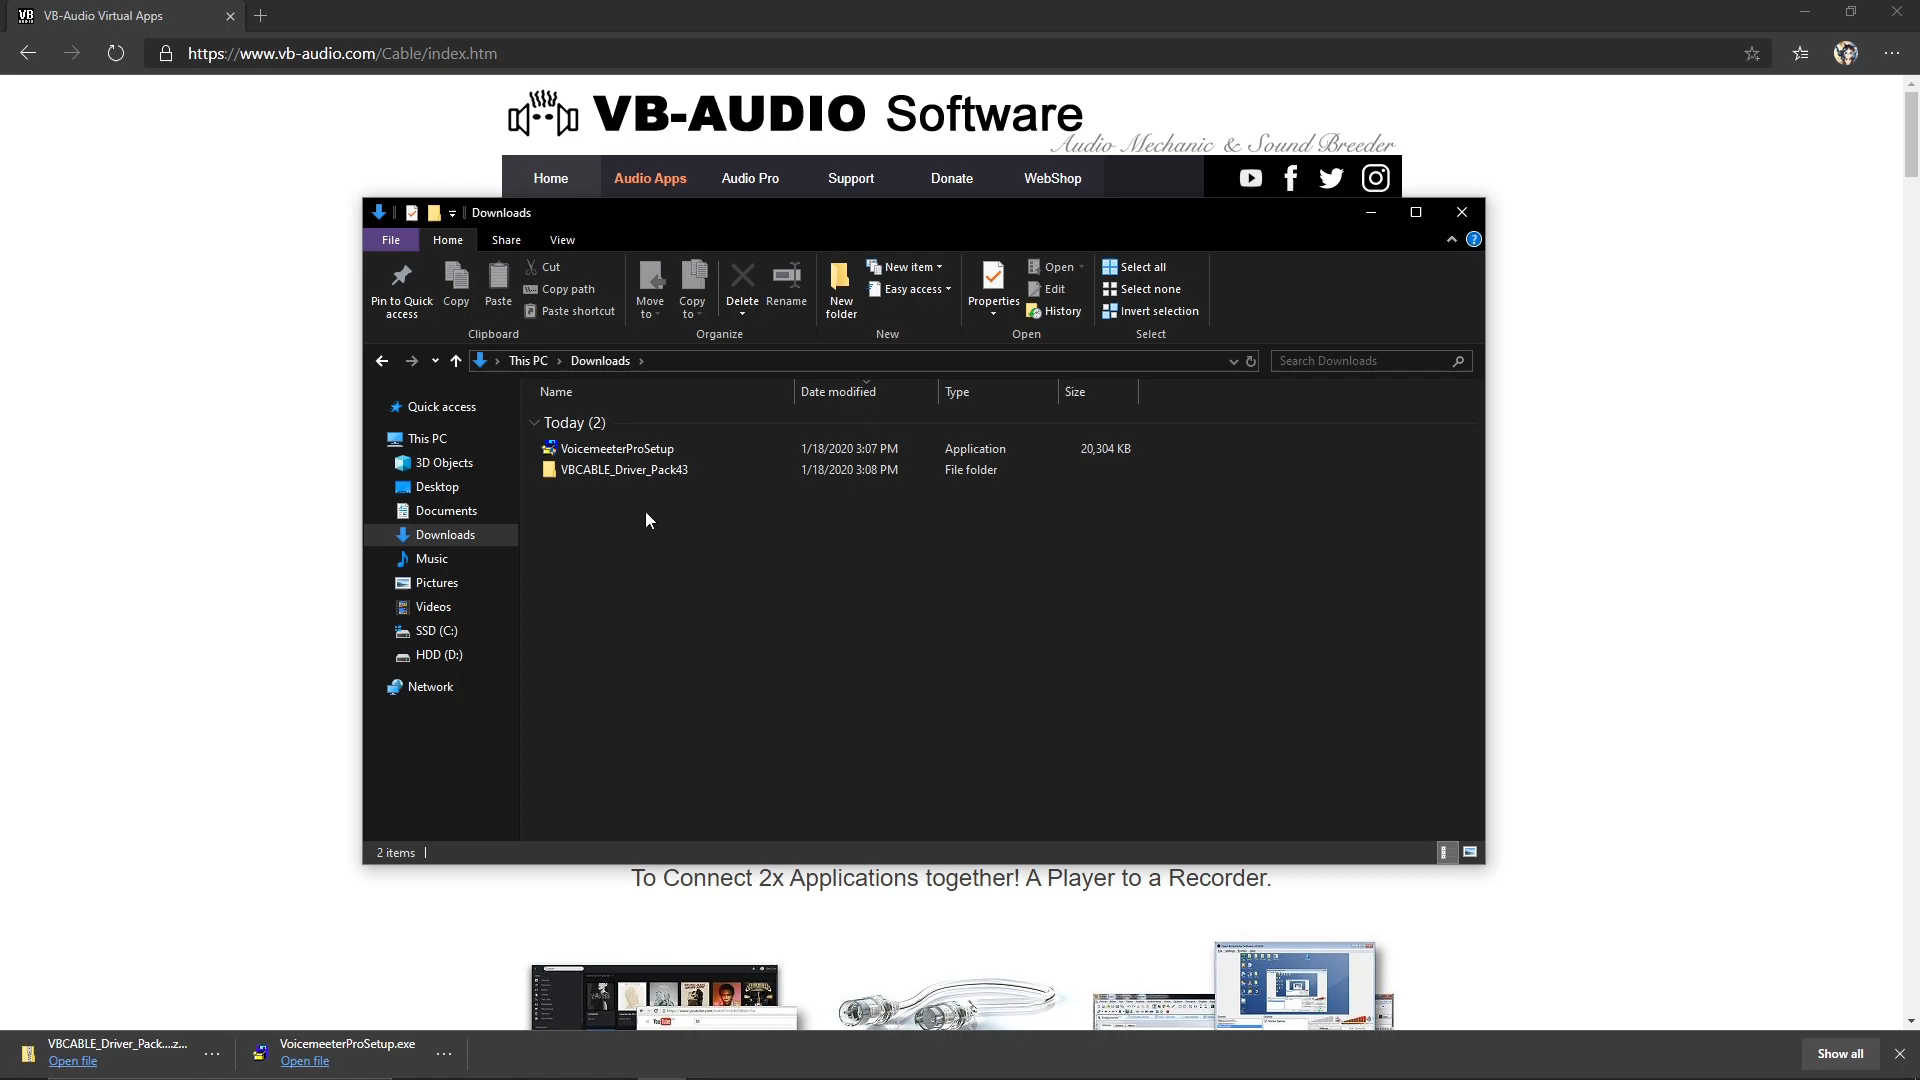 VB-Audio Virtual Apps
https://www.vb-audio.com/Cable/index.htm
VB-AUDIO Software
Audio Mechanic & Sound Breeder
Home Audio Apps Audio Pro Support Donate WebShop
Downloads
File Home Share View
Pin to Quick access
Copy
Paste
Cut
Copy path
Paste shortcut
Clipboard
Move to
Copy to
Delete
Rename
Organize
New folder
New item
Easy access
New
Properties
Open
Edit
History
Open
Select all
Select none
Invert selection
Select
This PC > Downloads >
Search Downloads
Name Date modified Type Size
Today (2)
VoicemeeterProSetup 1/18/2020 3:07 PM Application 20,304 KB
VBCABLE_Driver_Pack43 1/18/2020 3:08 PM File folder
Quick access
This PC
3D Objects
Desktop
Documents
Downloads
Music
Pictures
Videos
SSD (C:)
HDD (D:)
Network
2 items
To Connect 2x Applications together! A Player to a Recorder.
VBCABLE_Driver_Pack....z...
Open file
VoicemeeterProSetup.exe
Open file
Show all